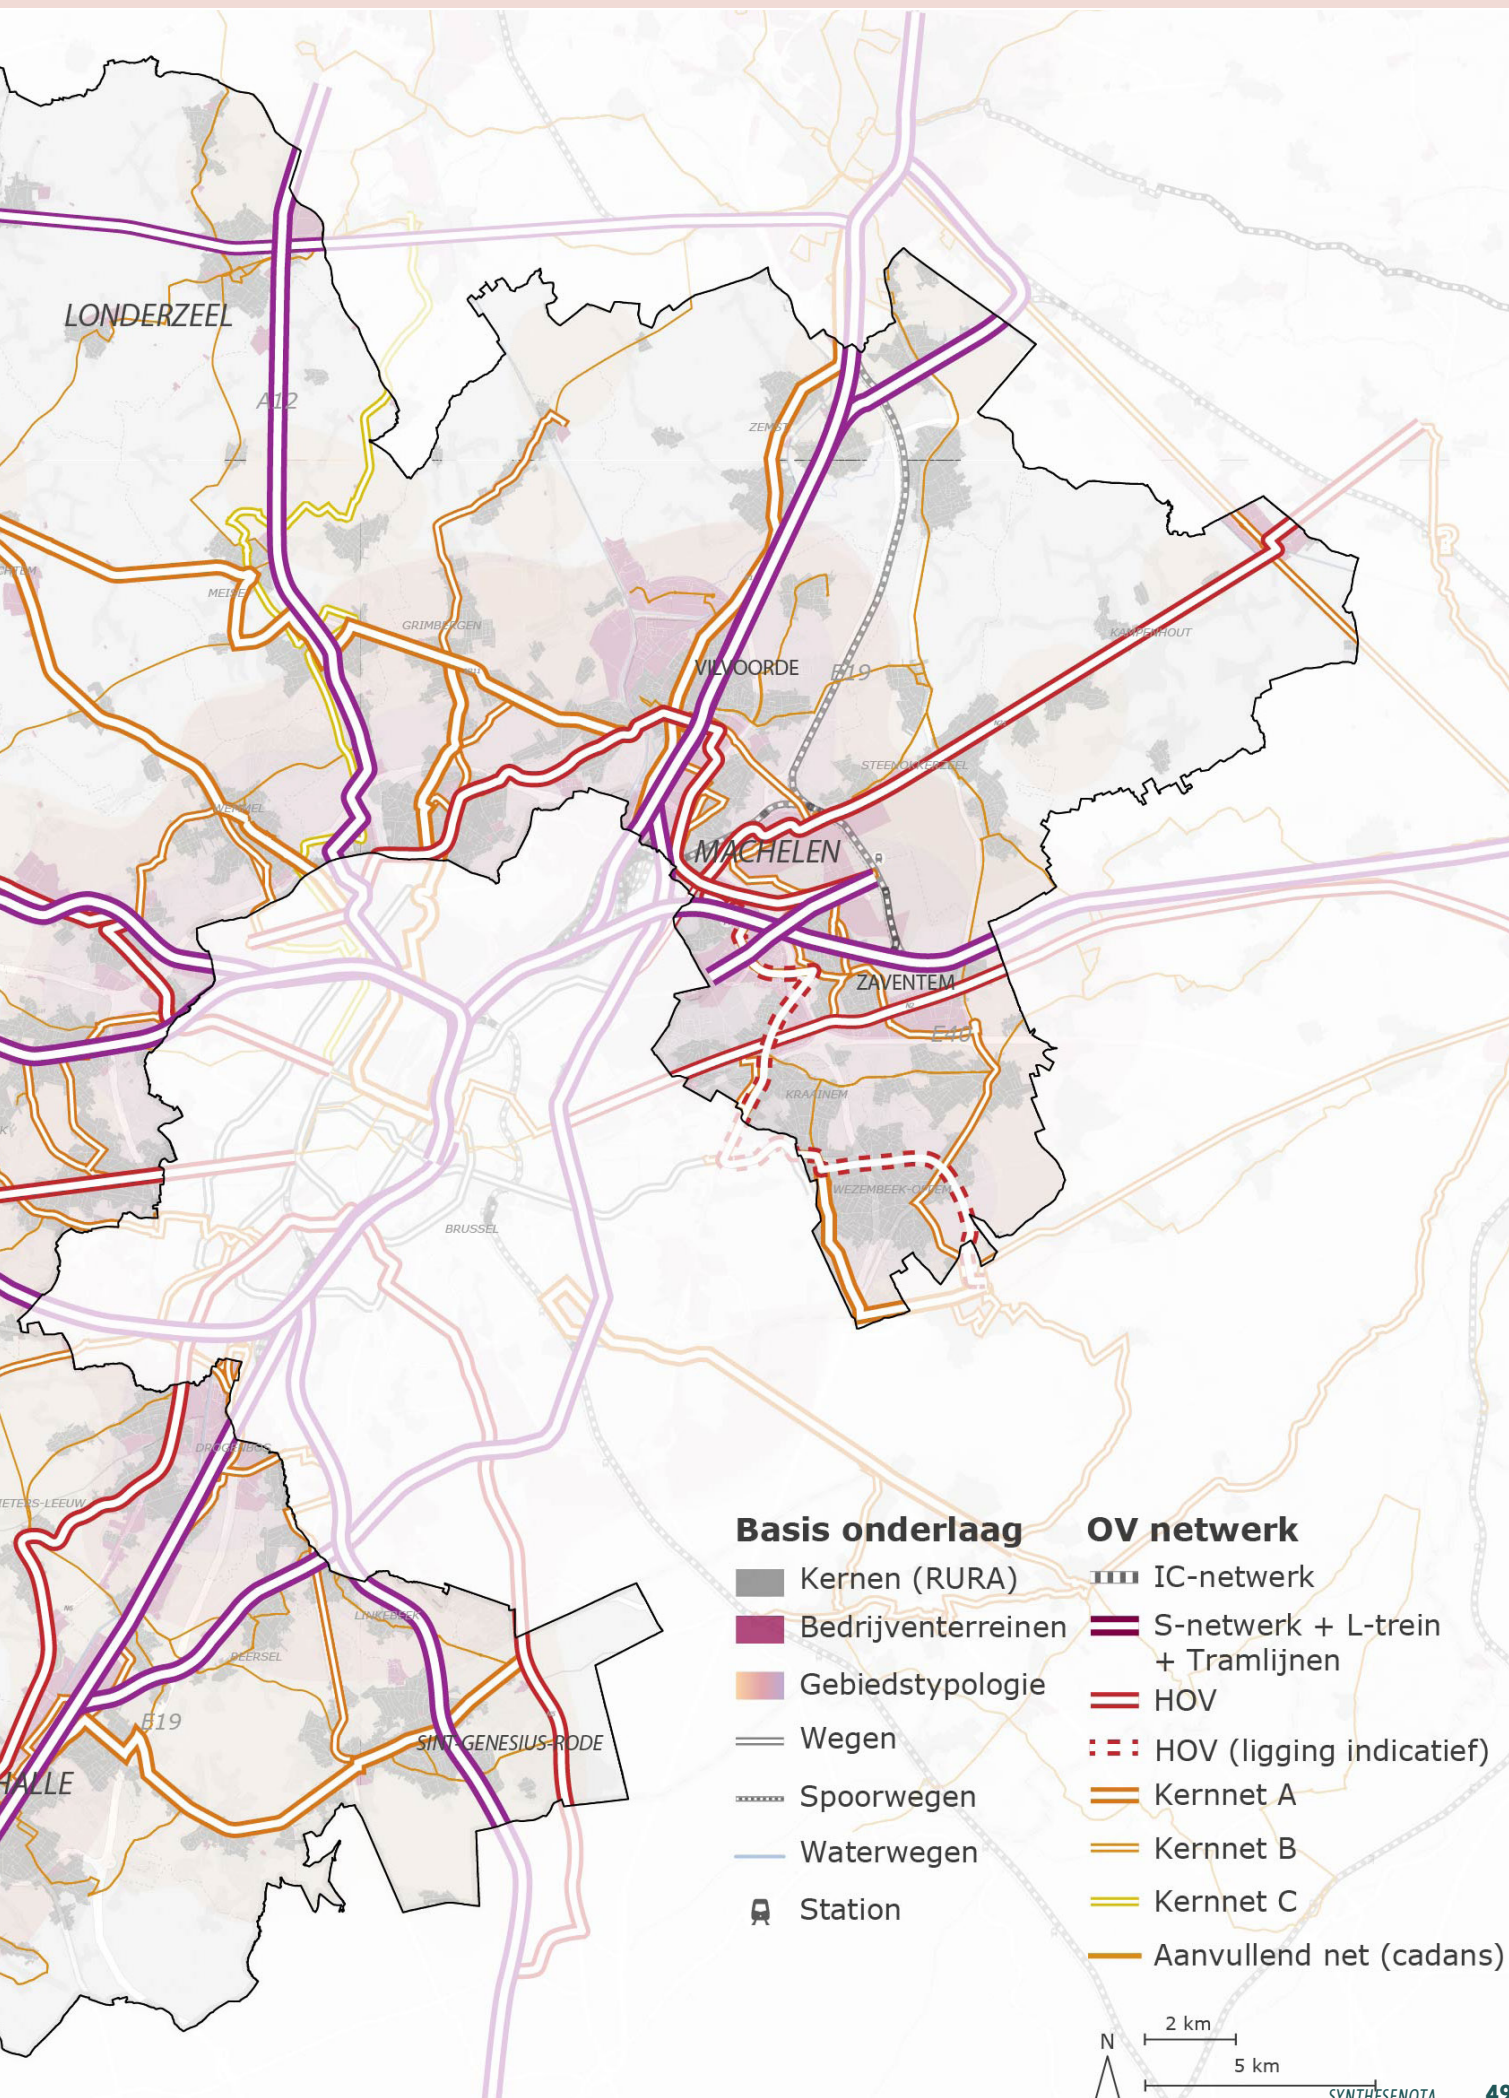 LONDERZEEL
A12
ZEMST
MEISE
GRIMBERGEN
KAMPENHOUT
VILVOORDE
E19
STEENOKKERZEEL
WEMMEL
MACHELEN
ZAVENTEM
E40
KRAAINEM
WEZEMBEEK-OPPEM
BRUSSEL
DROGENBOS
IETERS-LEEUW
LINKEBEEK
BEERSEL
E19
SINT-GENESIUS-RODE
HALLE
Basis onderlaag
Kernen (RURA)
Bedrijventerreinen
Gebiedstypologie
Wegen
Spoorwegen
Waterwegen
Station
OV netwerk
IC-netwerk
S-netwerk + L-trein
+ Tramlijnen
HOV
HOV (ligging indicatief)
Kernnet A
Kernnet B
Kernnet C
Aanvullend net (cadans)
N
2 km
5 km
SYNTHESENOTA 49